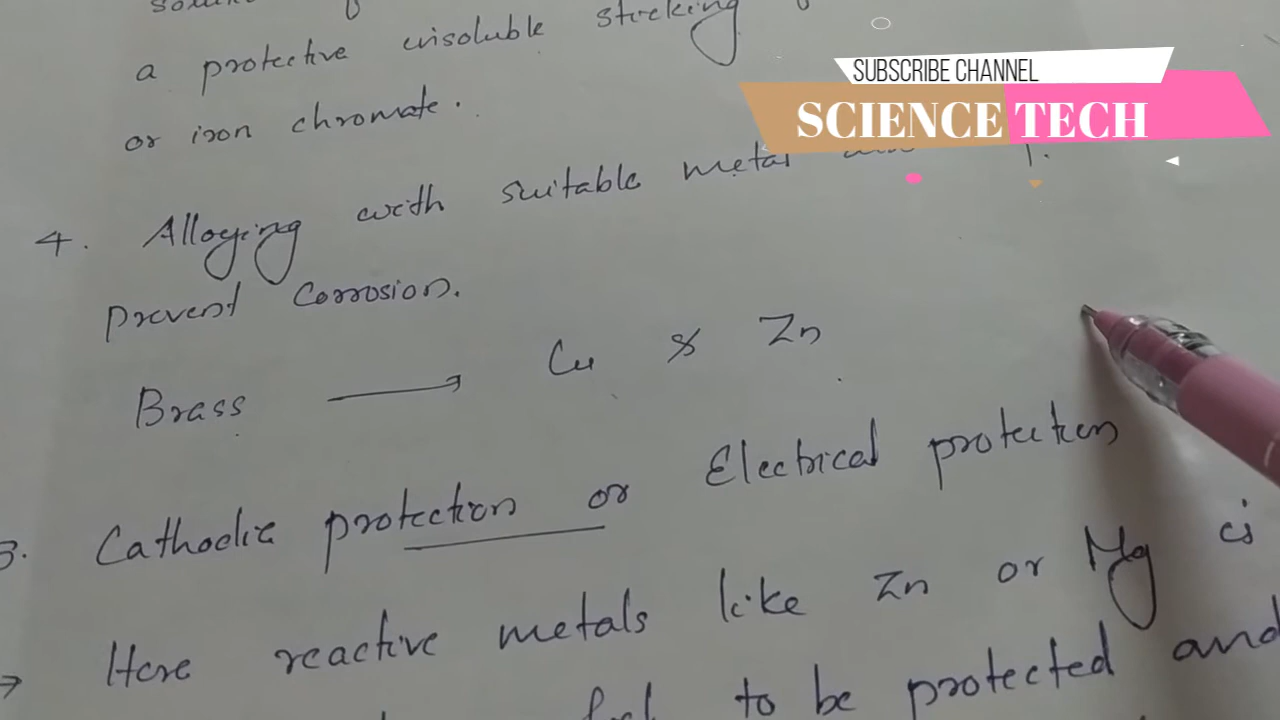 a protective insoluble sticking
SUBSCRIBE CHANNEL
SCIENCE TECH
or iron chromate.
4. Alloying with suitable metal
prevent Corrosion.
Brass → Cu & Zn
3. Cathodic protection or Electrical protection
→ Here reactive metals like Zn or Mg is
to be protected and